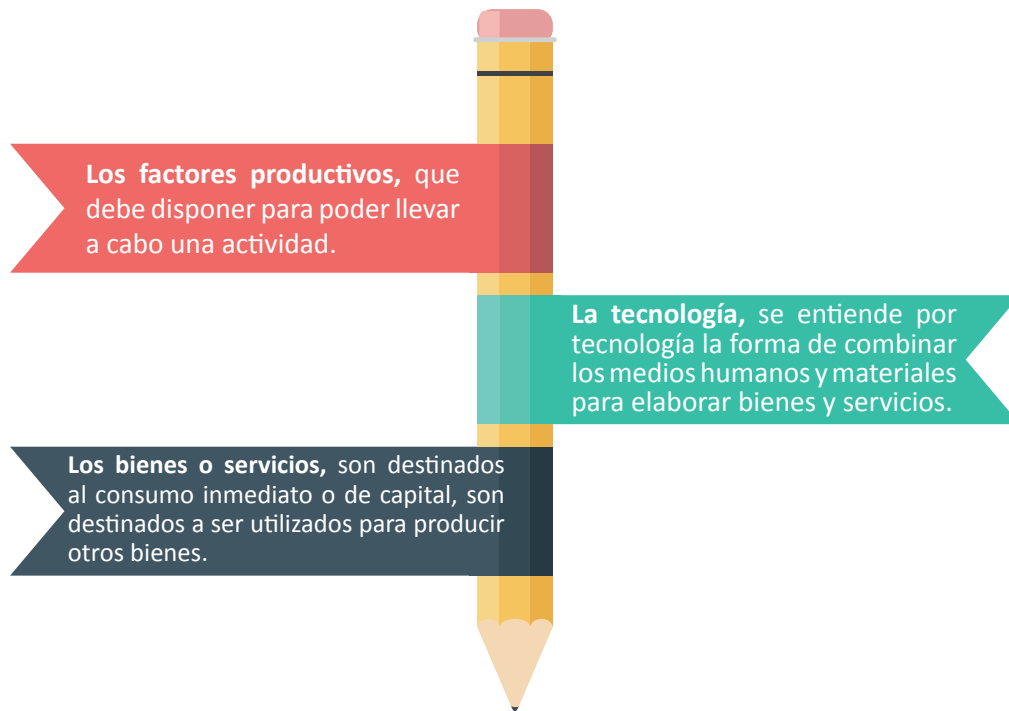 Los factores productivos, que
debe disponer para poder llevar
a cabo una actividad.
La tecnología, se entiende por
tecnología la forma de combinar
los medios humanos y materiales
para elaborar bienes y servicios.
Los bienes o servicios, son destinados
al consumo inmediato o de capital, son
destinados a ser utilizados para producir
otros bienes.